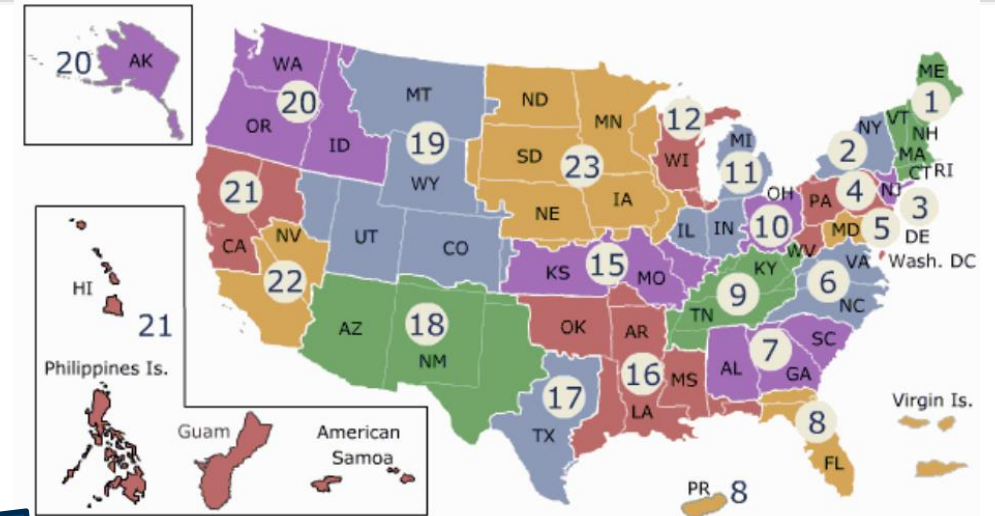 20
AK
WA
20
OR
ID
MT
19
WY
UT
CO
ND
MN
SD
23
NE
IA
12
WI
MI
11
IL
IN
OH
10
ME
1
VT
NH
NY
2
MA
CT
RI
PA
4
NJ
3
MD
5
DE
WV
Wash. DC
VA
6
NC
21
CA
NV
22
AZ
18
NM
KS
15
MO
KY
9
TN
OK
AR
16
MS
LA
17
TX
7
AL
GA
SC
8
FL
PR
8
Virgin Is.
HI
21
Philippines Is.
Guam
American
Samoa